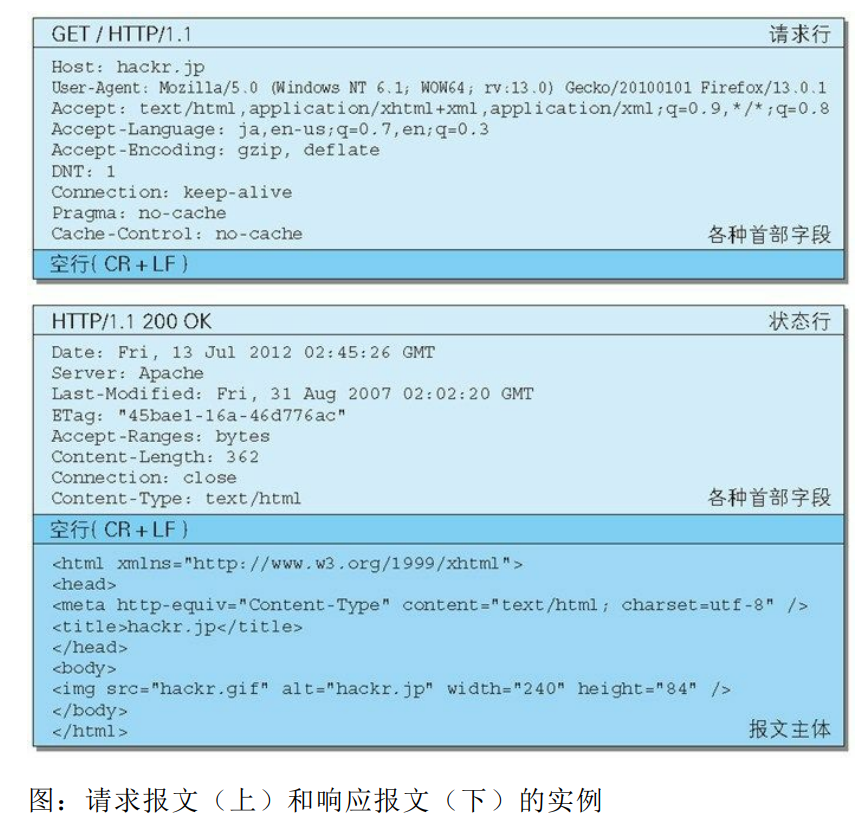 GET / HTTP/1.1 请求行
Host: hackr.jp
User-Agent: Mozilla/5.0 (Windows NT 6.1; WOW64; rv:13.0) Gecko/20100101 Firefox/13.0.1
Accept: text/html,application/xhtml+xml,application/xml;q=0.9,*/*;q=0.8
Accept-Language: ja,en-us;q=0.7,en;q=0.3
Accept-Encoding: gzip, deflate
DNT: 1
Connection: keep-alive
Pragma: no-cache
Cache-Control: no-cache 各种首部字段
空行( CR + LF )
HTTP/1.1 200 OK 状态行
Date: Fri, 13 Jul 2012 02:45:26 GMT
Server: Apache
Last-Modified: Fri, 31 Aug 2007 02:02:20 GMT
ETag: "45bae1-16a-46d776ac"
Accept-Ranges: bytes
Content-Length: 362
Connection: close
Content-Type: text/html 各种首部字段
空行( CR + LF )
<html xmlns="http://www.w3.org/1999/xhtml">
<head>
<meta http-equiv="Content-Type" content="text/html; charset=utf-8" />
<title>hackr.jp</title>
</head>
<body>
<img src="hackr.gif" alt="hackr.jp" width="240" height="84" />
</body>
</html> 报文主体
图：请求报文（上）和响应报文（下）的实例